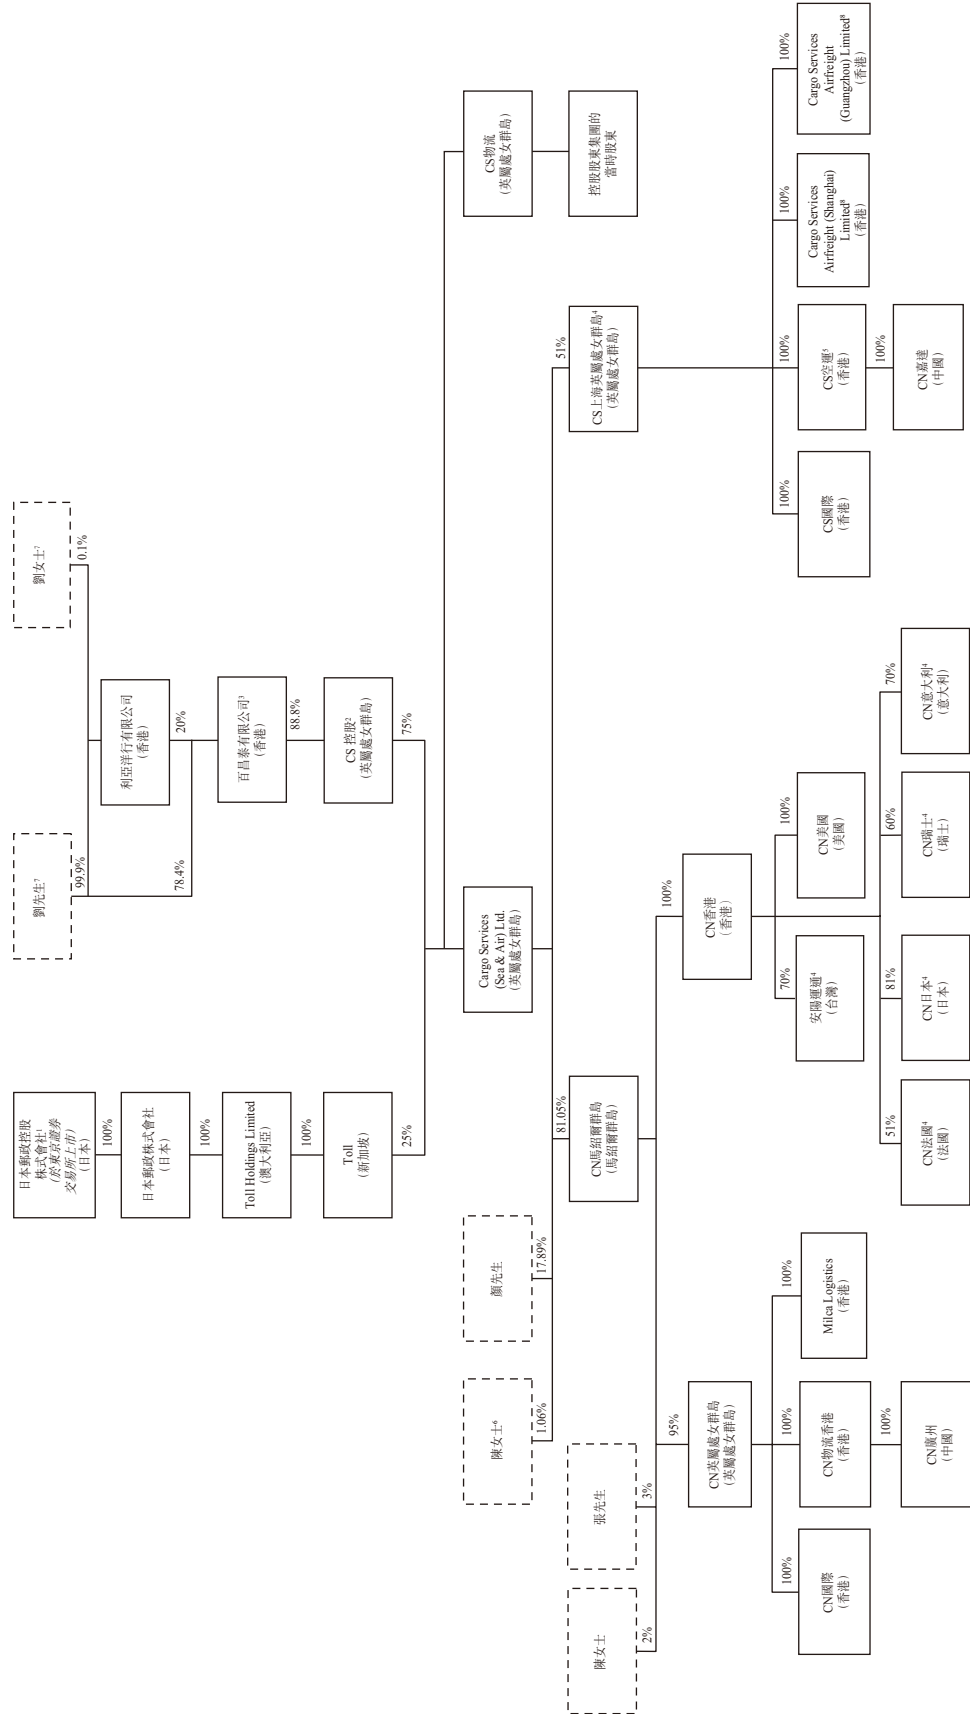 日本郵政控股
株式會社¹
(於東京證券
交易所上市)
(日本)
100%
日本郵政株式會社
(日本)
100%
Toll Holdings Limited
(澳大利亞)
100%
Toll
(新加坡)
25%
劉先生⁷
99.9%
劉女士⁷
0.1%
利亞洋行有限公司
(香港)
20%
78.4%
百昌泰有限公司³
(香港)
88.8%
CS 控股²
(英屬處女群島)
75%
陳女士⁶
1.06%
顏先生
17.89%
Cargo Services
(Sea & Air) Ltd.
(英屬處女群島)
81.05%
51%
CS物流
(英屬處女群島)
控股股東集團的
當時股東
陳女士
2%
張先生
3%
CN馬紹爾群島
(馬紹爾群島)
CS上海英屬處女群島⁴
(英屬處女群島)
95%
CN英屬處女群島
(英屬處女群島)
100%
CN香港
(香港)
100%
CN國際
(香港)
100%
CN物流香港
(香港)
100%
Milca Logistics
(香港)
100%
CN廣州
(中國)
70%
安陽運通⁴
(台灣)
100%
CN美國
(美國)
51%
CN法國⁴
(法國)
81%
CN日本⁴
(日本)
60%
CN瑞士⁴
(瑞士)
70%
CN意大利⁴
(意大利)
100%
CS國際
(香港)
100%
CS空運⁵
(香港)
100%
CN嘉達
(中國)
100%
Cargo Services
Airfreight (Shanghai)
Limited⁸
(香港)
100%
Cargo Services
Airfreight
(Guangzhou) Limited⁸
(香港)